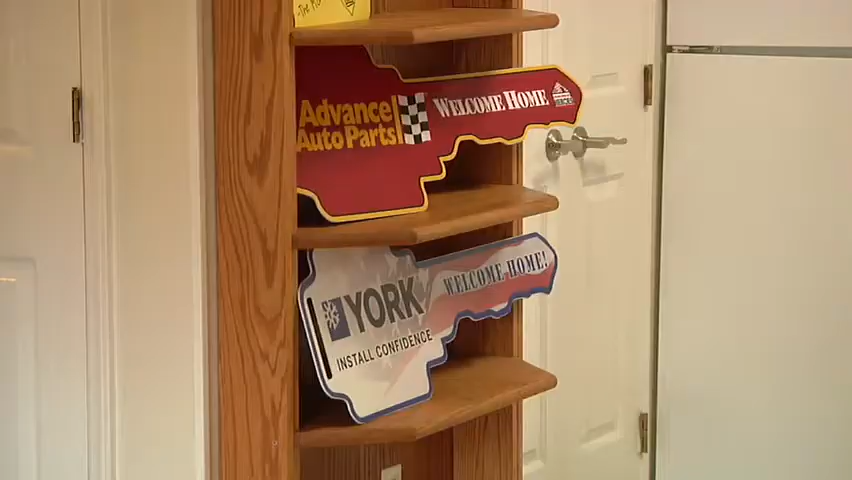 Advance
Auto Parts
WELCOME HOME
YORK
INSTALL CONFIDENCE
WELCOME HOME!